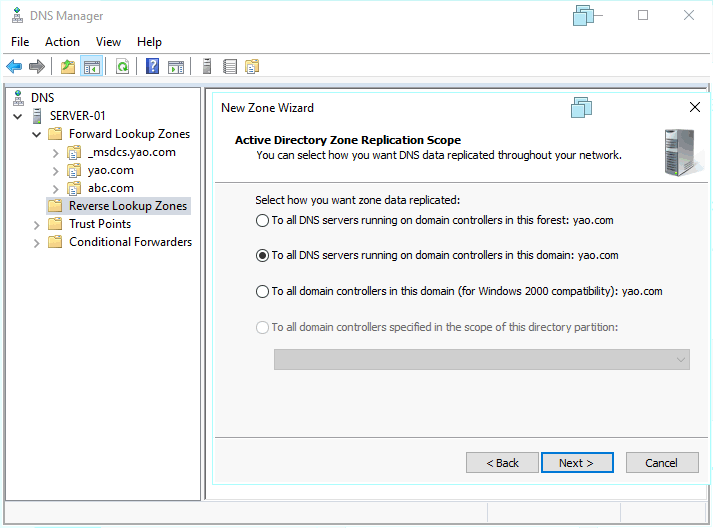 DNS Manager
File Action View Help
DNS
SERVER-01
Forward Lookup Zones
_msdcs.yao.com
yao.com
abc.com
Reverse Lookup Zones
Trust Points
Conditional Forwarders
New Zone Wizard
Active Directory Zone Replication Scope
You can select how you want DNS data replicated throughout your network.
Select how you want zone data replicated:
To all DNS servers running on domain controllers in this forest: yao.com
To all DNS servers running on domain controllers in this domain: yao.com
To all domain controllers in this domain (for Windows 2000 compatibility): yao.com
To all domain controllers specified in the scope of this directory partition:
< Back Next > Cancel